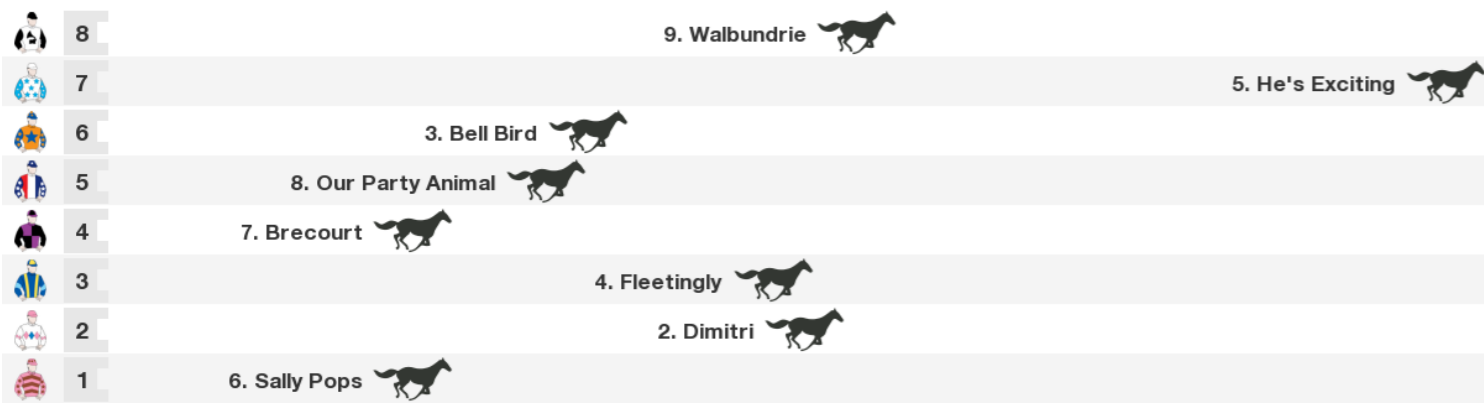 8 9. Walbundrie
7 5. He's Exciting
6 3. Bell Bird
5 8. Our Party Animal
4 7. Brecourt
3 4. Fleetingly
2 2. Dimitri
1 6. Sally Pops